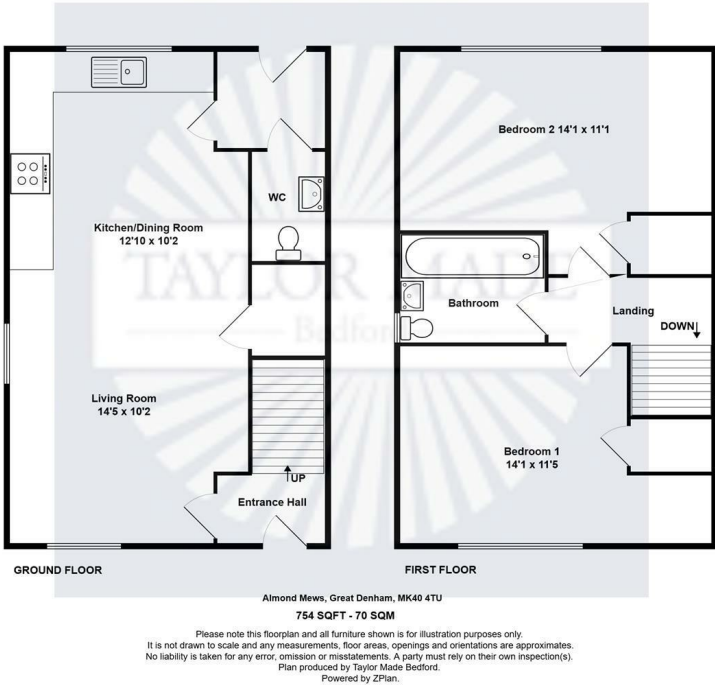 Bedroom 2 14'1 x 11'1
WC
Kitchen/Dining Room
12'10 x 10'2
TAYLOR MADE
Bedford
Bathroom
Landing
DOWN
Living Room
14'5 x 10'2
Bedroom 1
14'1 x 11'5
UP
Entrance Hall
GROUND FLOOR
FIRST FLOOR
Almond Mews, Great Denham, MK40 4TU
754 SQFT - 70 SQM
Please note this floorplan and all furniture shown is for illustration purposes only.
It is not drawn to scale and any measurements, floor areas, openings and orientations are approximates.
No liability is taken for any error, omission or misstatements. A party must rely on their own inspection(s).
Plan produced by Taylor Made Bedford.
Powered by ZPlan.